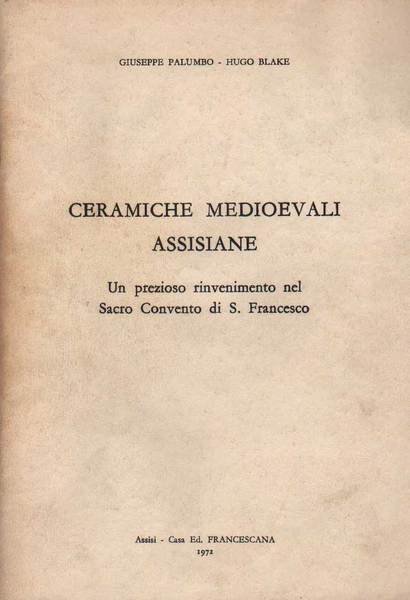 GIUSEPPE PALUMBO - HUGO BLAKE
CERAMICHE MEDIOEVALI
ASSISIANE
Un prezioso rinvenimento nel
Sacro Convento di S. Francesco
Assisi - Casa Ed. FRANCESCANA
1972